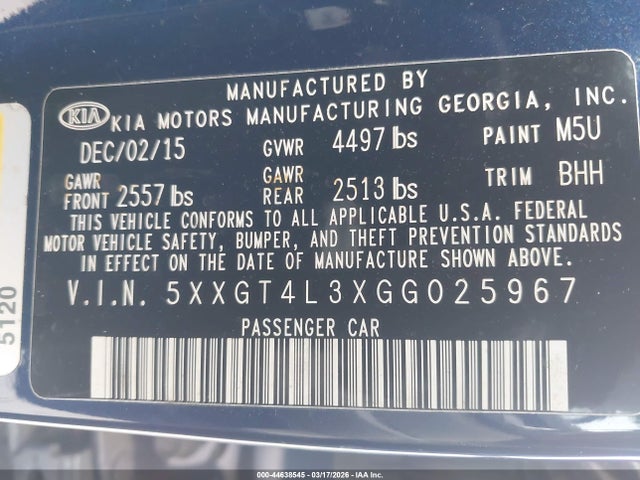 MANUFACTURED BY
KIA KIA MOTORS MANUFACTURING GEORGIA, INC.
DEC/02/15 GVWR 4497 lbs PAINT M5U
GAWR FRONT 2557 lbs GAWR REAR 2513 lbs TRIM BHH
THIS VEHICLE CONFORMS TO ALL APPLICABLE U.S.A. FEDERAL
MOTOR VEHICLE SAFETY, BUMPER, AND THEFT PREVENTION STANDARDS
IN EFFECT ON THE DATE OF MANUFACTURE SHOWN ABOVE.
V.I.N. 5XXGT4L3XGG025967
PASSENGER CAR
5120
000-44638545 - 03/17/2026 - IAA Inc.